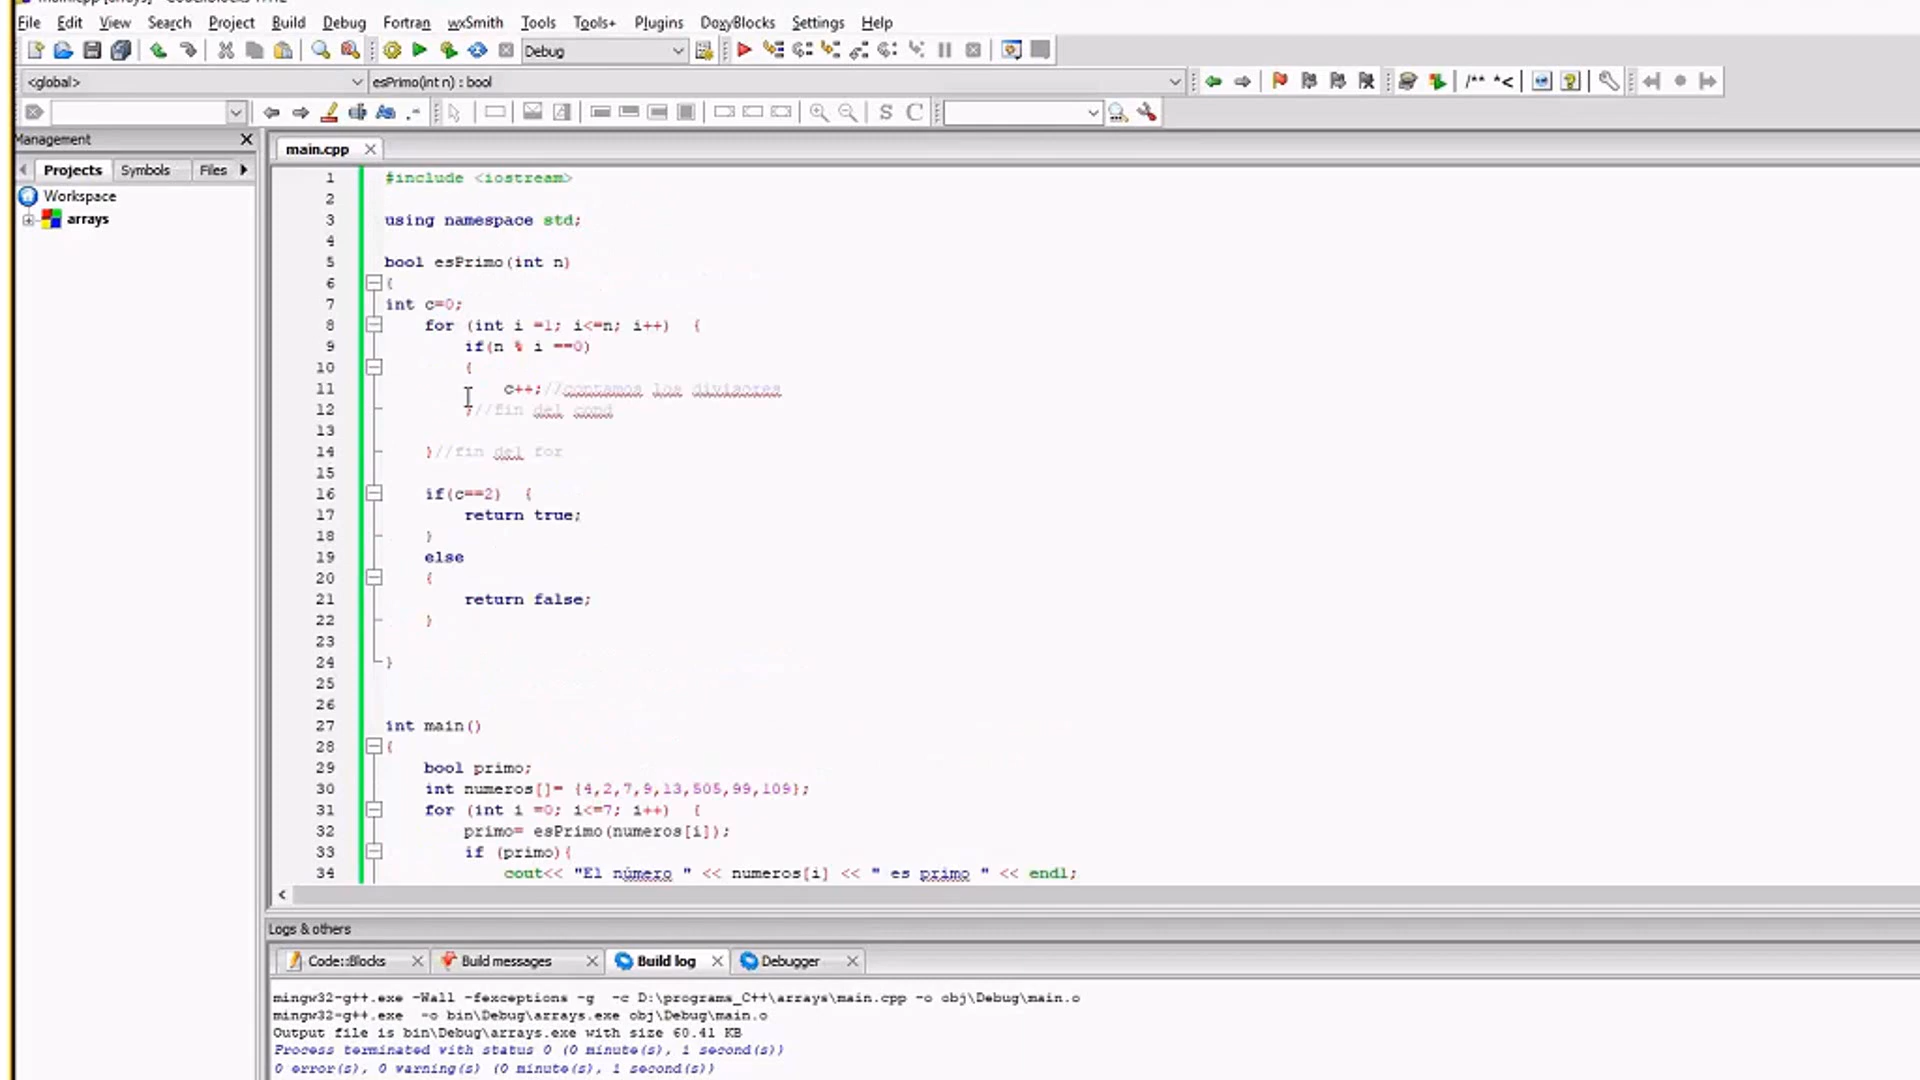 File Edit View Search Project Build Debug Fortran wxSmith Tools Tools+ Plugins DoxyBlocks Settings Help
Debug
<global> esPrimo(int n) : bool
/** *<
S C
Management
main.cpp
Projects Symbols Files
Workspace
arrays
1 #include <iostream>
2
3 using namespace std;
4
5 bool esPrimo(int n)
6 {
7 int c=0;
8 for (int i =1; i<=n; i++) {
9 if(n % i ==0)
10 {
11 c++;//contamos los divisores
12 }//fin del cond
13
14 }//fin del for
15
16 if(c==2) {
17 return true;
18 }
19 else
20 {
21 return false;
22 }
23
24 }
25
26
27 int main()
28 {
29 bool primo;
30 int numeros[]= {4,2,7,9,13,505,99,109};
31 for (int i =0; i<=7; i++) {
32 primo= esPrimo(numeros[i]);
33 if (primo){
34 cout<< "El número " << numeros[i] << " es primo " << endl;
Logs & others
Code::Blocks Build messages Build log Debugger
mingw32-g++.exe -Wall -fexceptions -g -c D:\programs_C++\arrays\main.cpp -o obj\Debug\main.o
mingw32-g++.exe -o bin\Debug\arrays.exe obj\Debug\main.o
Output file is bin\Debug\arrays.exe with size 60.41 KB
Process terminated with status 0 (0 minute(s), 1 second(s))
0 error(s), 0 warning(s) (0 minute(s), 1 second(s))